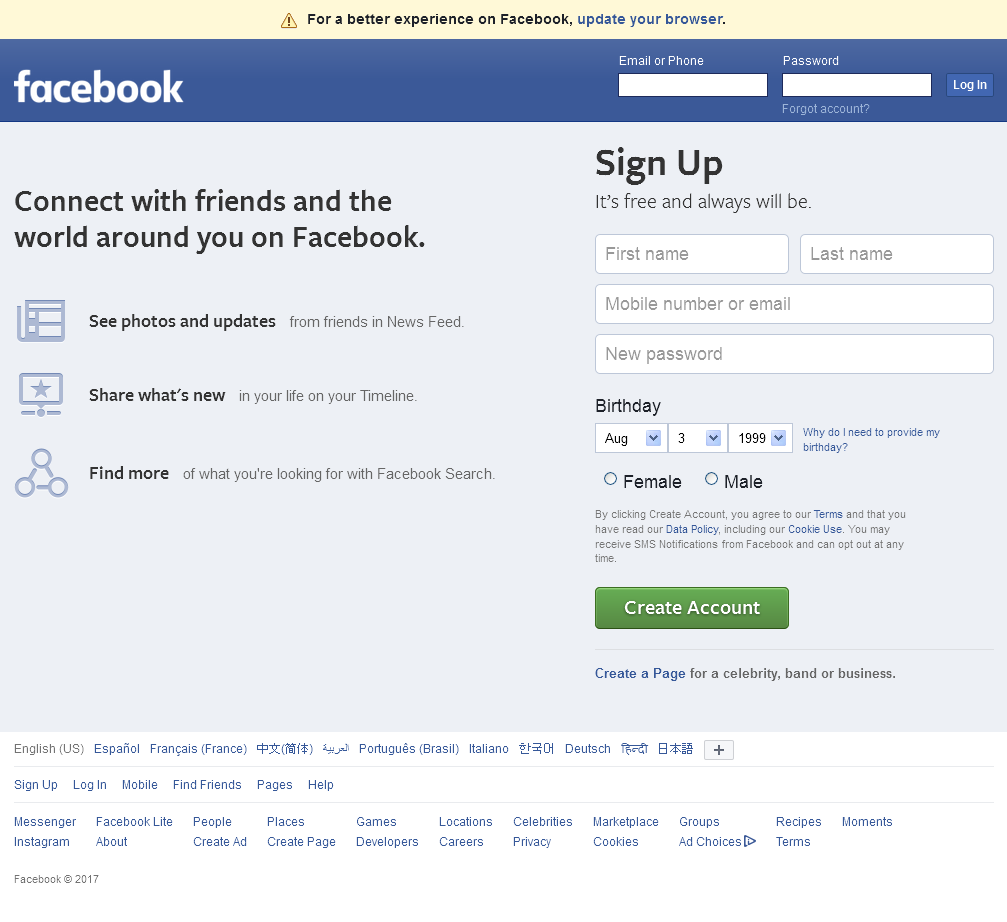 For a better experience on Facebook, update your browser.
facebook
Email or Phone
Password
Log In
Forgot account?
Connect with friends and the
world around you on Facebook.
See photos and updates from friends in News Feed.
Share what's new in your life on your Timeline.
Find more of what you're looking for with Facebook Search.
Sign Up
It's free and always will be.
First name
Last name
Mobile number or email
New password
Birthday
Aug 3 1999
Why do I need to provide my
birthday?
Female Male
By clicking Create Account, you agree to our Terms and that you
have read our Data Policy, including our Cookie Use. You may
receive SMS Notifications from Facebook and can opt out at any
time.
Create Account
Create a Page for a celebrity, band or business.
English (US) Español Français (France) 中文(简体) العربية Português (Brasil) Italiano 한국어 Deutsch हिन्दी 日本語 +
Sign Up Log In Mobile Find Friends Pages Help
Messenger Facebook Lite People Places Games Locations Celebrities Marketplace Groups Recipes Moments
Instagram About Create Ad Create Page Developers Careers Privacy Cookies Ad Choices Terms
Facebook © 2017